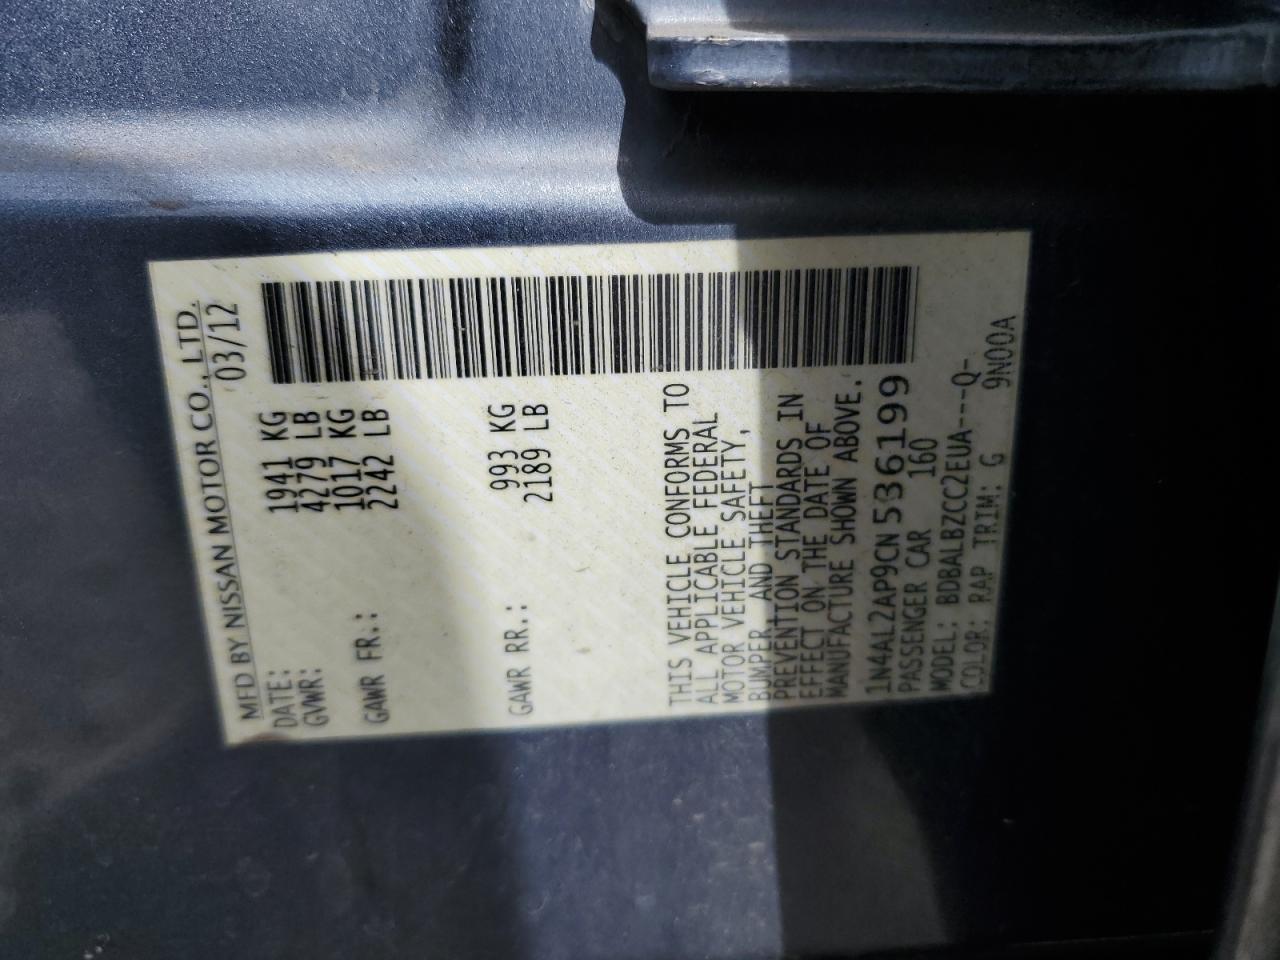 MFD BY NISSAN MOTOR CO., LTD.
DATE: 03/12
GVWR: 1941 KG
4279 LB
GAWR FR.: 1017 KG
2242 LB
GAWR RR.: 993 KG
2189 LB
THIS VEHICLE CONFORMS TO
ALL APPLICABLE FEDERAL
MOTOR VEHICLE SAFETY,
BUMPER AND THEFT
PREVENTION STANDARDS IN
EFFECT ON THE DATE OF
MANUFACTURE SHOWN ABOVE.
1N4AL2AP9CN536199
PASSENGER CAR 160
MODEL: BDBALBZCC2EUA---Q-
COLOR: RAP TRIM: G 9N00A